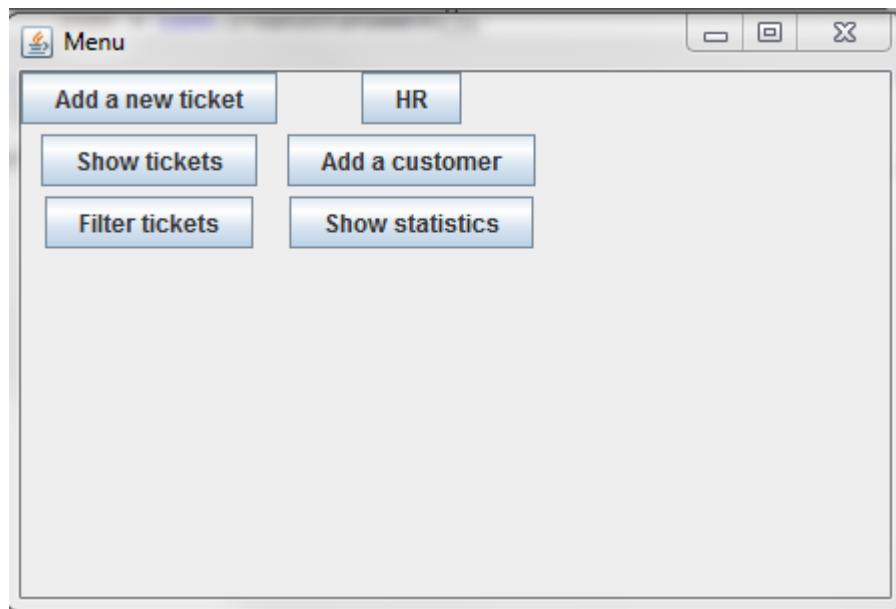 Menu
Add a new ticket HR
Show tickets Add a customer
Filter tickets Show statistics